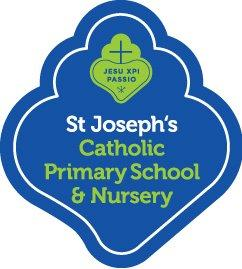 JESU XPI
PASSIO
St Joseph's
Catholic
Primary School
& Nursery